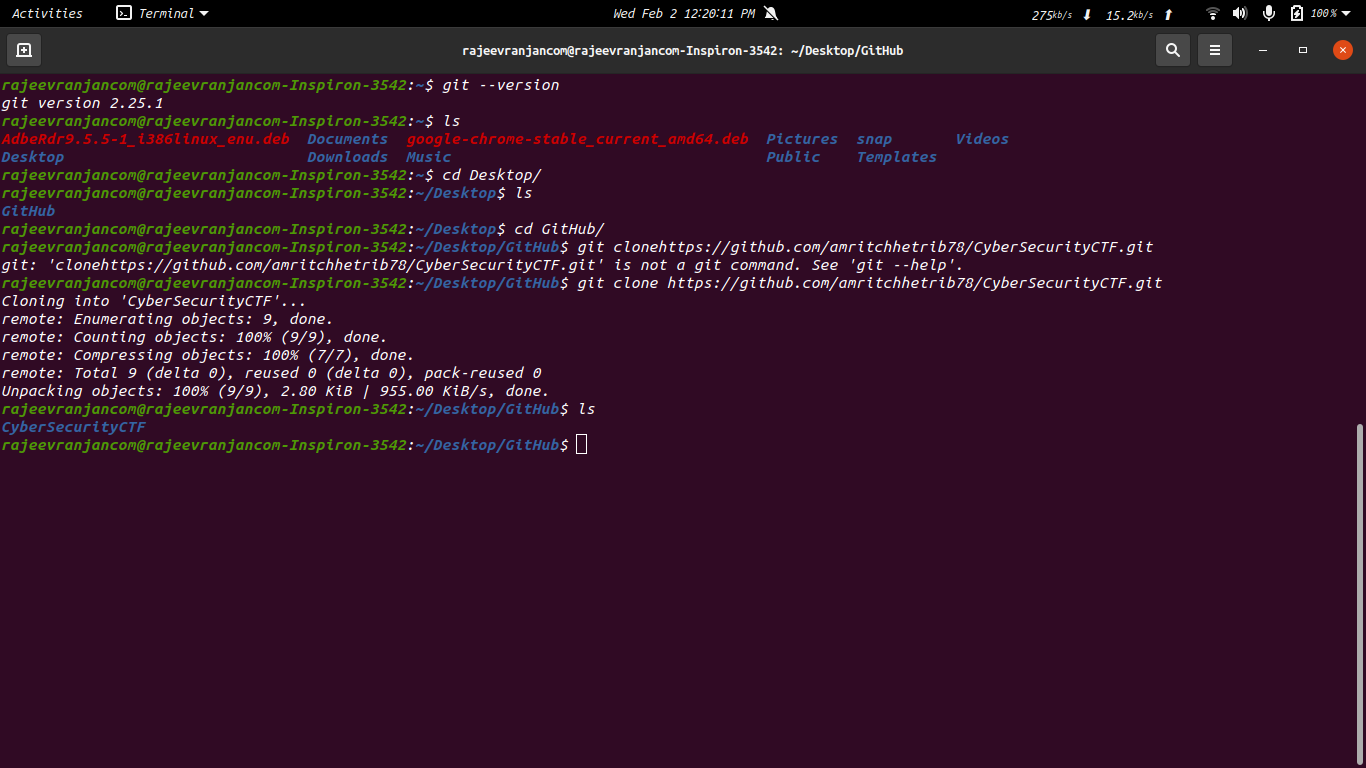 Activities Terminal Wed Feb 2 12:20:11 PM 275kb/s 15.2kb/s 100%
rajeevranjancom@rajeevranjancom-Inspiron-3542: ~/Desktop/GitHub
rajeevranjancom@rajeevranjancom-Inspiron-3542:~$ git --version
git version 2.25.1
rajeevranjancom@rajeevranjancom-Inspiron-3542:~$ ls
AdbeRdr9.5.5-1_i386linux_enu.deb Documents google-chrome-stable_current_amd64.deb Pictures snap Videos
Desktop Downloads Music Public Templates
rajeevranjancom@rajeevranjancom-Inspiron-3542:~$ cd Desktop/
rajeevranjancom@rajeevranjancom-Inspiron-3542:~/Desktop$ ls
GitHub
rajeevranjancom@rajeevranjancom-Inspiron-3542:~/Desktop$ cd GitHub/
rajeevranjancom@rajeevranjancom-Inspiron-3542:~/Desktop/GitHub$ git clonehttps://github.com/amritchhetrib78/CyberSecurityCTF.git
git: 'clonehttps://github.com/amritchhetrib78/CyberSecurityCTF.git' is not a git command. See 'git --help'.
rajeevranjancom@rajeevranjancom-Inspiron-3542:~/Desktop/GitHub$ git clone https://github.com/amritchhetrib78/CyberSecurityCTF.git
Cloning into 'CyberSecurityCTF'...
remote: Enumerating objects: 9, done.
remote: Counting objects: 100% (9/9), done.
remote: Compressing objects: 100% (7/7), done.
remote: Total 9 (delta 0), reused 0 (delta 0), pack-reused 0
Unpacking objects: 100% (9/9), 2.80 KiB | 955.00 KiB/s, done.
rajeevranjancom@rajeevranjancom-Inspiron-3542:~/Desktop/GitHub$ ls
CyberSecurityCTF
rajeevranjancom@rajeevranjancom-Inspiron-3542:~/Desktop/GitHub$